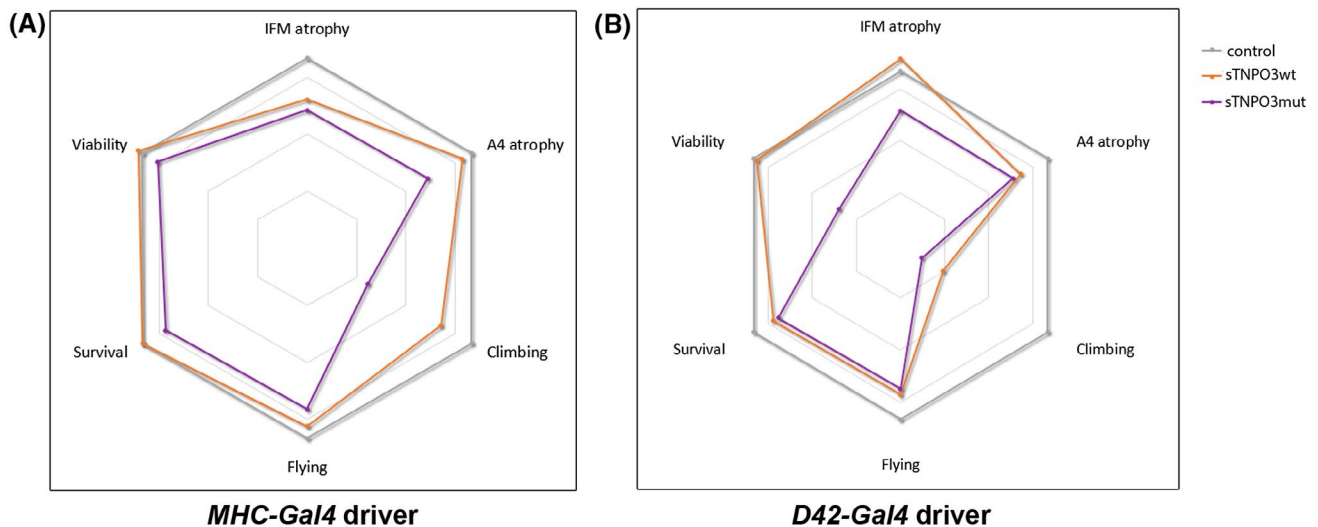 (A)
IFM atrophy
Viability
A4 atrophy
Survival
Climbing
Flying
MHC-Gal4 driver
(B)
IFM atrophy
Viability
A4 atrophy
Survival
Climbing
Flying
D42-Gal4 driver
control
sTNPO3wt
sTNPO3mut